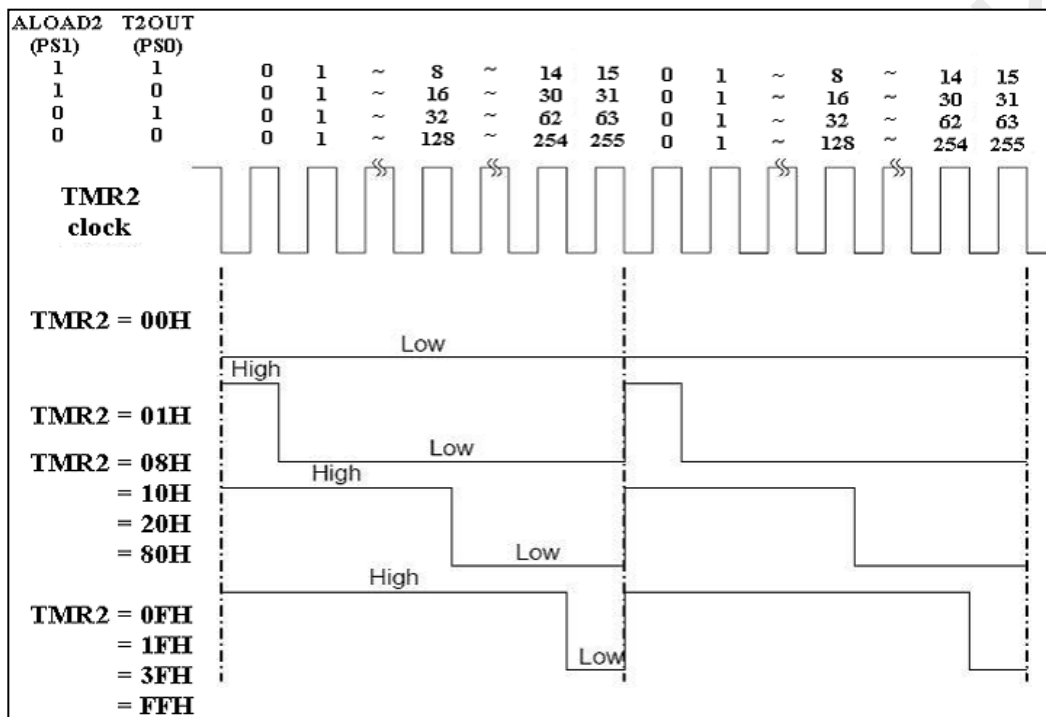 ALOAD2 T2OUT
(PS1) (PS0)
1 1 0 1 ~ 8 ~ 14 15 0 1 ~ 8 ~ 14 15
1 0 0 1 ~ 16 ~ 30 31 0 1 ~ 16 ~ 30 31
0 1 0 1 ~ 32 ~ 62 63 0 1 ~ 32 ~ 62 63
0 0 0 1 ~ 128 ~ 254 255 0 1 ~ 128 ~ 254 255
TMR2
clock
TMR2 = 00H
Low
High
TMR2 = 01H
Low
TMR2 = 08H
High
= 10H
= 20H
= 80H
Low
High
TMR2 = 0FH
= 1FH
Low
= 3FH
= FFH